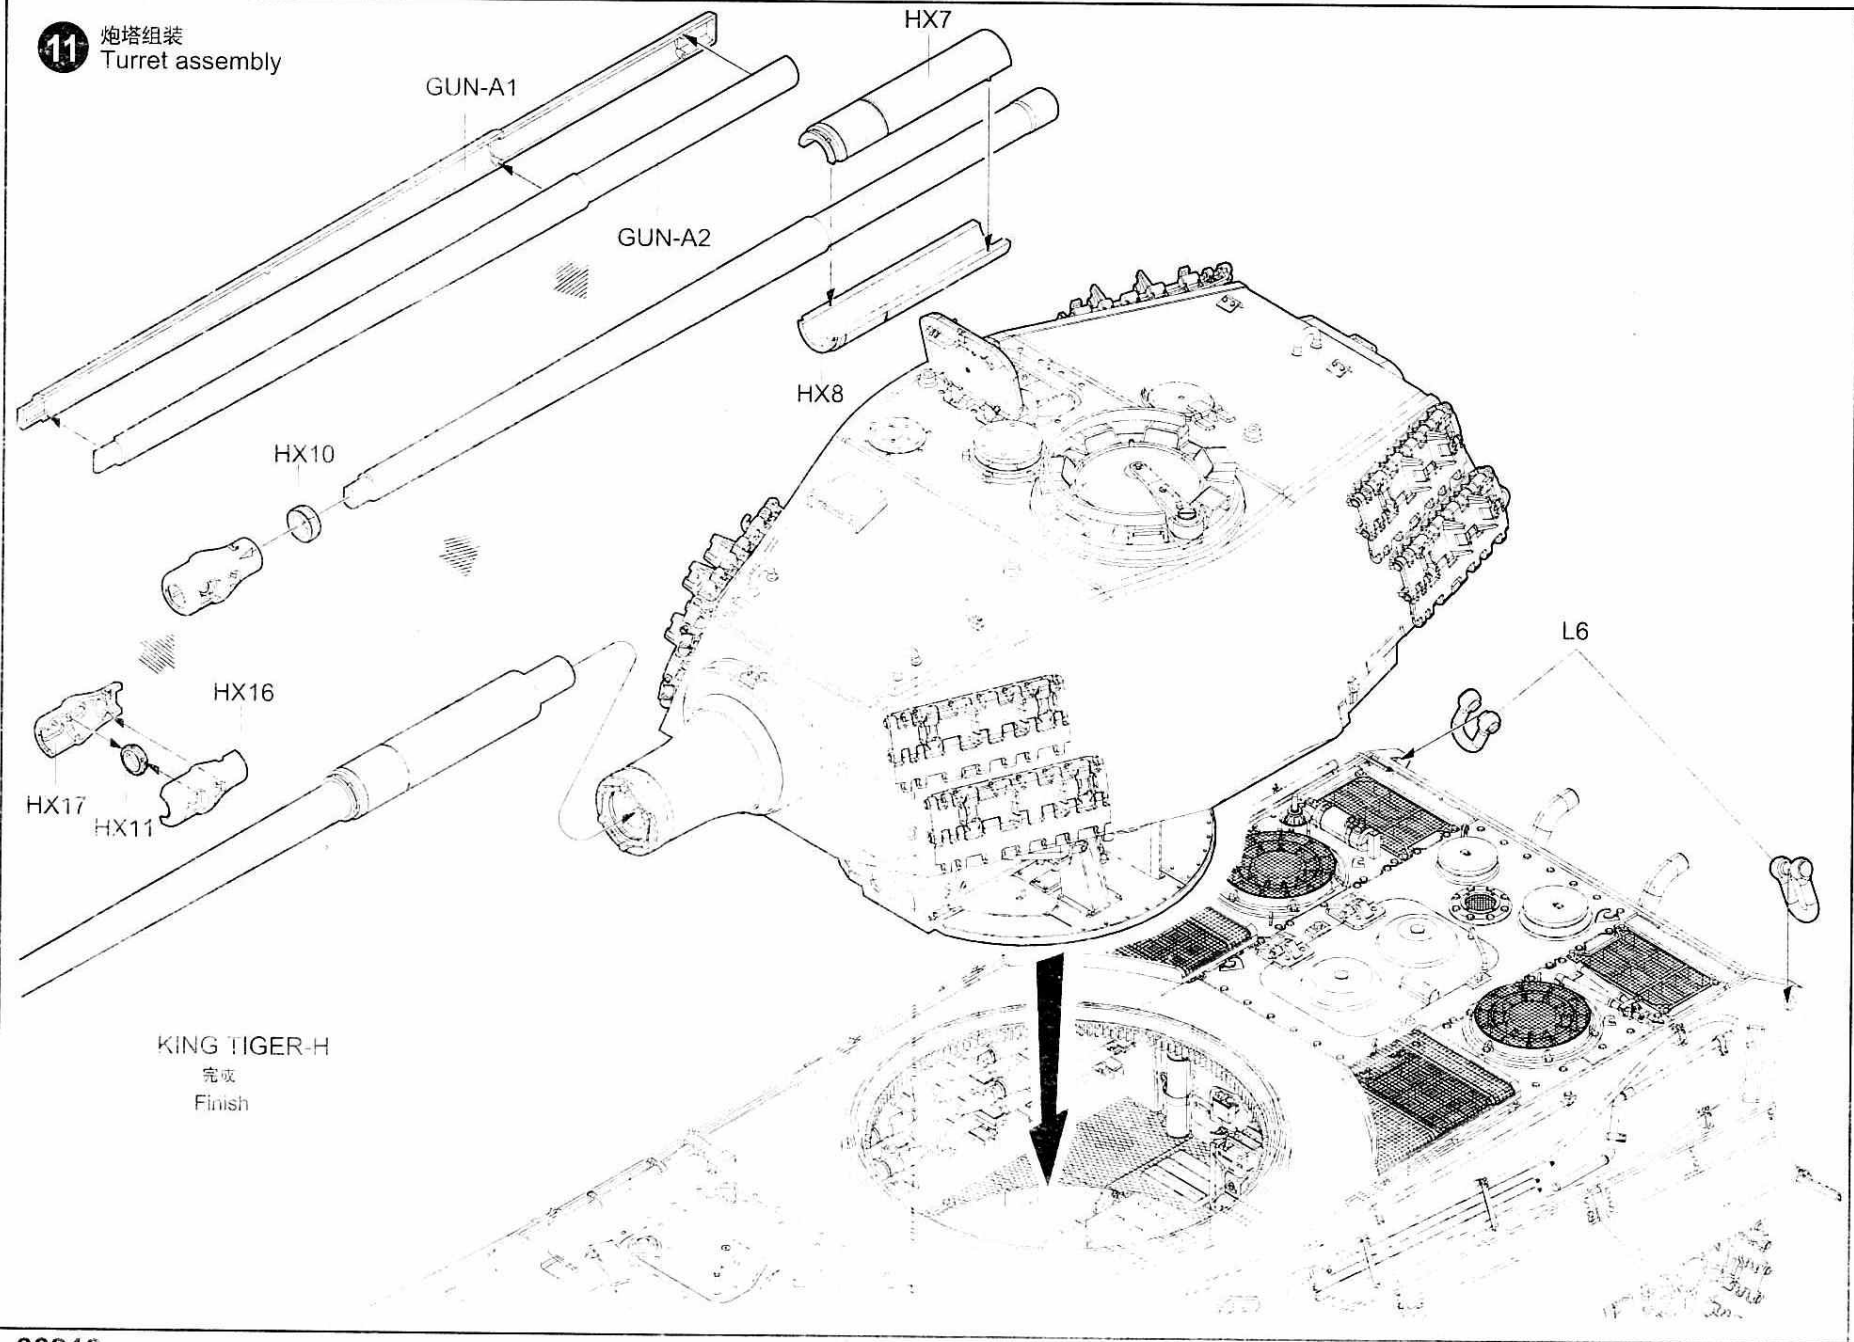 11
炮塔组装
Turret assembly
GUN-A1
HX7
GUN-A2
HX8
HX10
L6
HX16
HX17
HX11
KING TIGER-H
完成
Finish